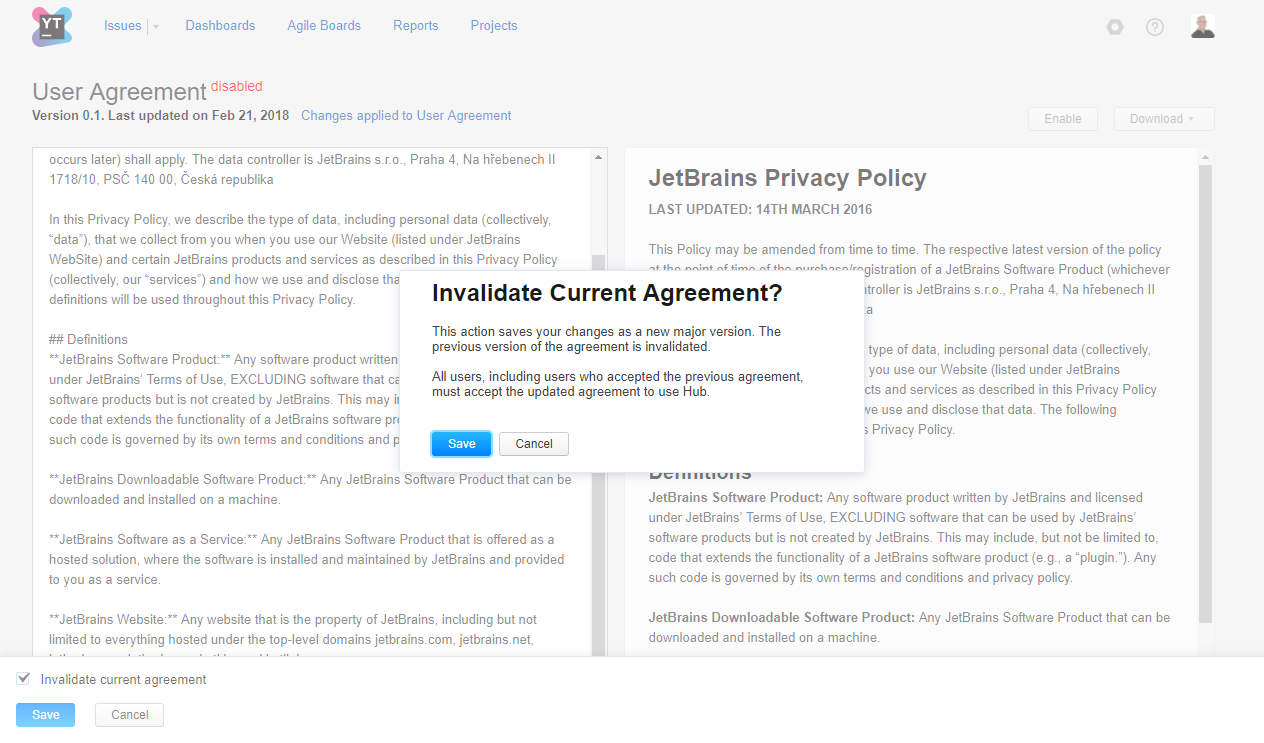 YT
Issues
Dashboards
Agile Boards
Reports
Projects
User Agreement disabled
Version 0.1. Last updated on Feb 21, 2018
Changes applied to User Agreement
Enable
Download
occurs later) shall apply. The data controller is JetBrains s.r.o., Praha 4, Na hřebenech II
1718/10, PSČ 140 00, Česká republika
In this Privacy Policy, we describe the type of data, including personal data (collectively,
“data”), that we collect from you when you use our Website (listed under JetBrains
WebSite) and certain JetBrains products and services as described in this Privacy Policy
(collectively, our “services”) and how we use and disclose tha
definitions will be used throughout this Privacy Policy.
## Definitions
**JetBrains Software Product:** Any software product written
under JetBrains’ Terms of Use, EXCLUDING software that ca
software products but is not created by JetBrains. This may in
code that extends the functionality of a JetBrains software pro
such code is governed by its own terms and conditions and p
**JetBrains Downloadable Software Product:** Any JetBrains Software Product that can be
downloaded and installed on a machine.
**JetBrains Software as a Service:** Any JetBrains Software Product that is offered as a
hosted solution, where the software is installed and maintained by JetBrains and provided
to you as a service.
**JetBrains Website:** Any website that is the property of JetBrains, including but not
limited to everything hosted under the top-level domains jetbrains.com, jetbrains.net,
JetBrains Privacy Policy
LAST UPDATED: 14TH MARCH 2016
This Policy may be amended from time to time. The respective latest version of the policy
at the point of time of the purchase/registration of a JetBrains Software Product (whichever
ntroller is JetBrains s.r.o., Praha 4, Na hřebenech II
ka
type of data, including personal data (collectively,
you use our Website (listed under JetBrains
cts and services as described in this Privacy Policy
we use and disclose that data. The following
s Privacy Policy.
Definitions
JetBrains Software Product: Any software product written by JetBrains and licensed
under JetBrains’ Terms of Use, EXCLUDING software that can be used by JetBrains’
software products but is not created by JetBrains. This may include, but not be limited to,
code that extends the functionality of a JetBrains software product (e.g., a “plugin.”). Any
such code is governed by its own terms and conditions and privacy policy.
JetBrains Downloadable Software Product: Any JetBrains Software Product that can be
downloaded and installed on a machine.
Invalidate Current Agreement?
This action saves your changes as a new major version. The
previous version of the agreement is invalidated.
All users, including users who accepted the previous agreement,
must accept the updated agreement to use Hub.
Save
Cancel
Invalidate current agreement
Save
Cancel